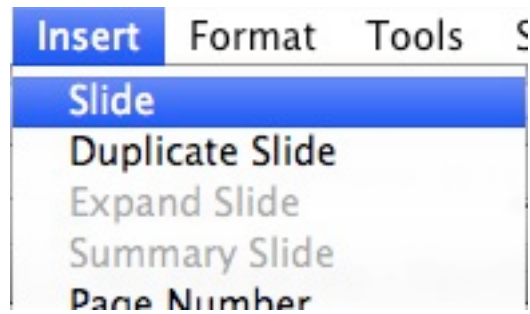 Insert Format Tools
Slide
Duplicate Slide
Expand Slide
Summary Slide
Page Number